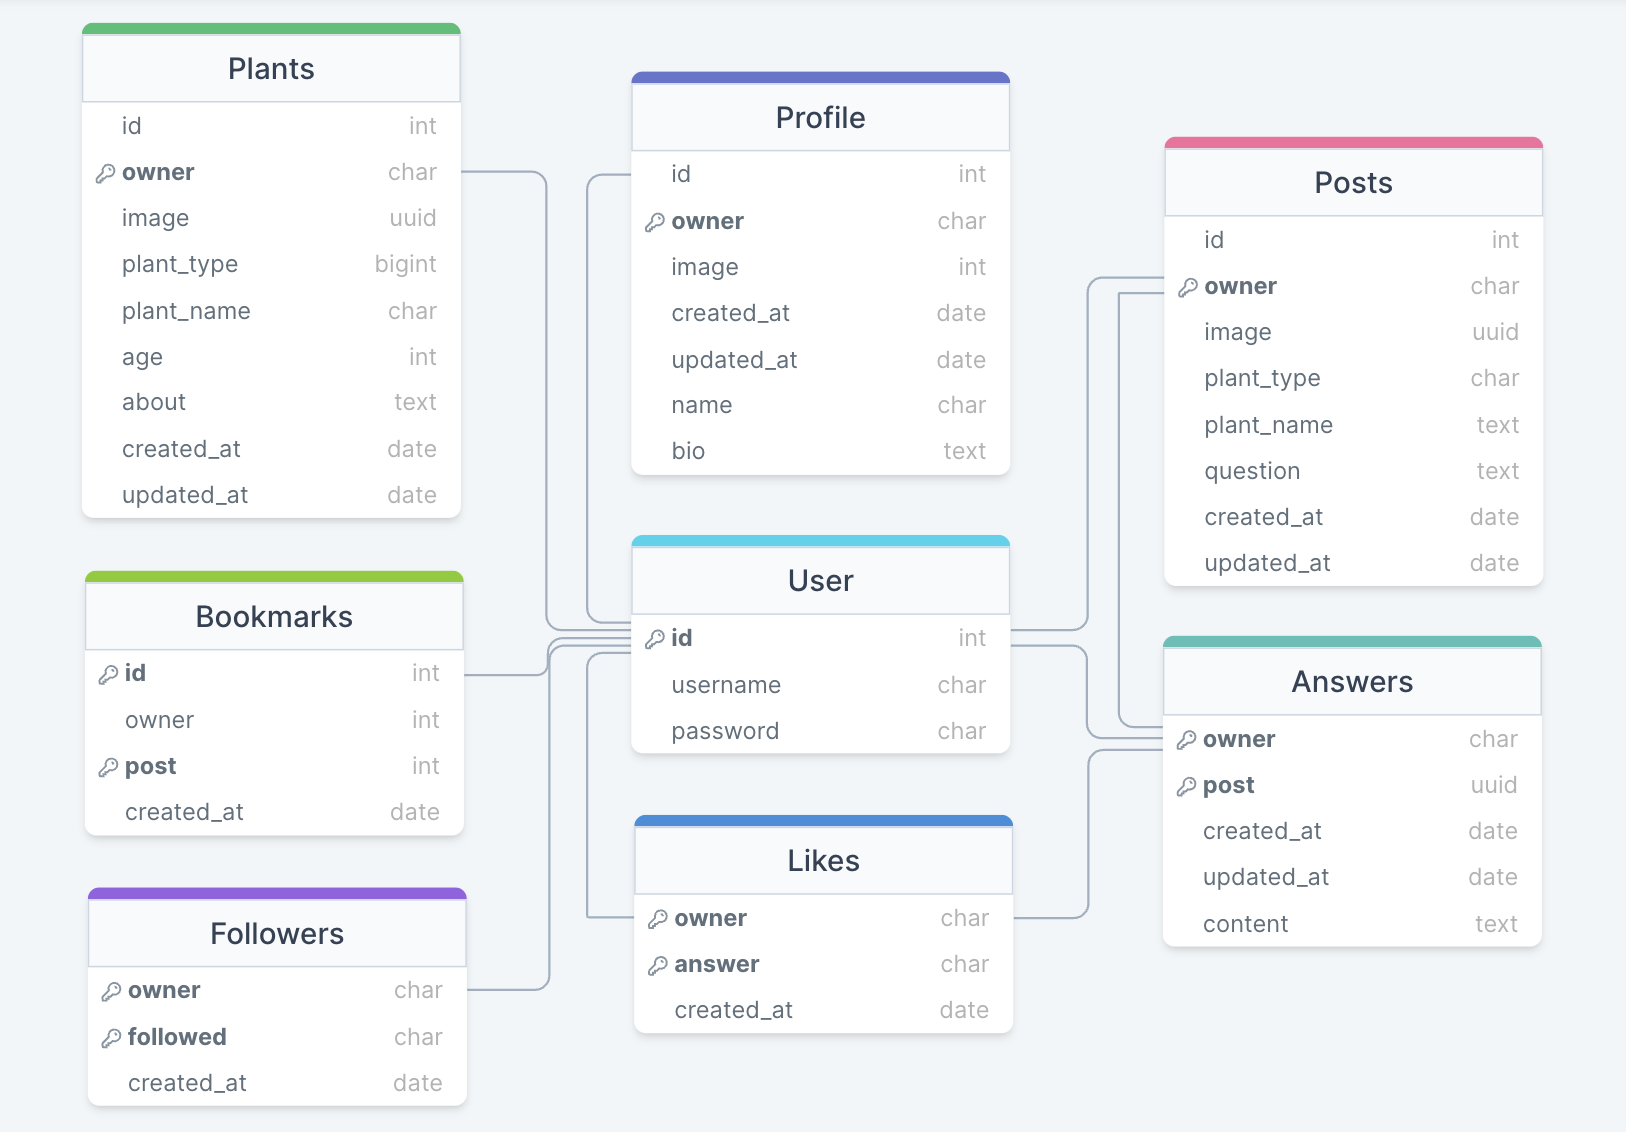 Plants
id int
owner char
image uuid
plant_type bigint
plant_name char
age int
about text
created_at date
updated_at date
Bookmarks
id int
owner int
post int
created_at date
Followers
owner char
followed char
created_at date
Profile
id int
owner char
image int
created_at date
updated_at date
name char
bio text
User
id int
username char
password char
Likes
owner char
answer char
created_at date
Posts
id int
owner char
image uuid
plant_type char
plant_name text
question text
created_at date
updated_at date
Answers
owner char
post uuid
created_at date
updated_at date
content text